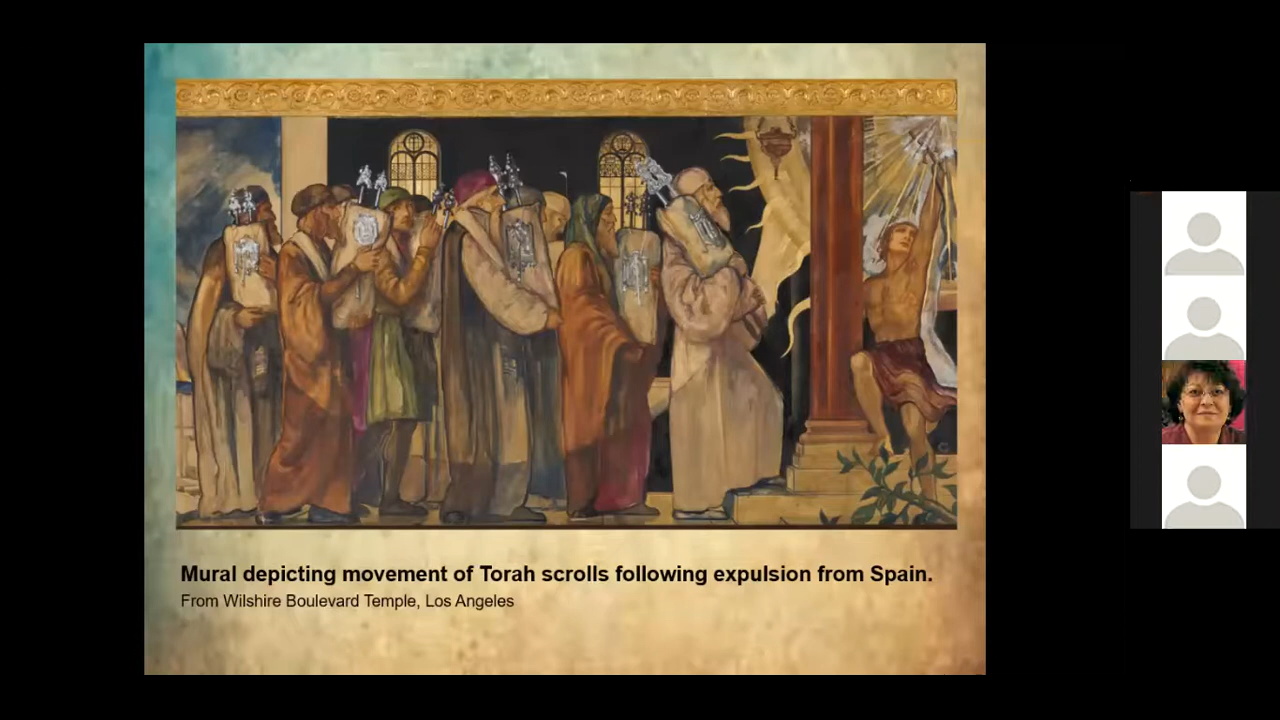 Mural depicting movement of Torah scrolls following expulsion from Spain.
From Wilshire Boulevard Temple, Los Angeles